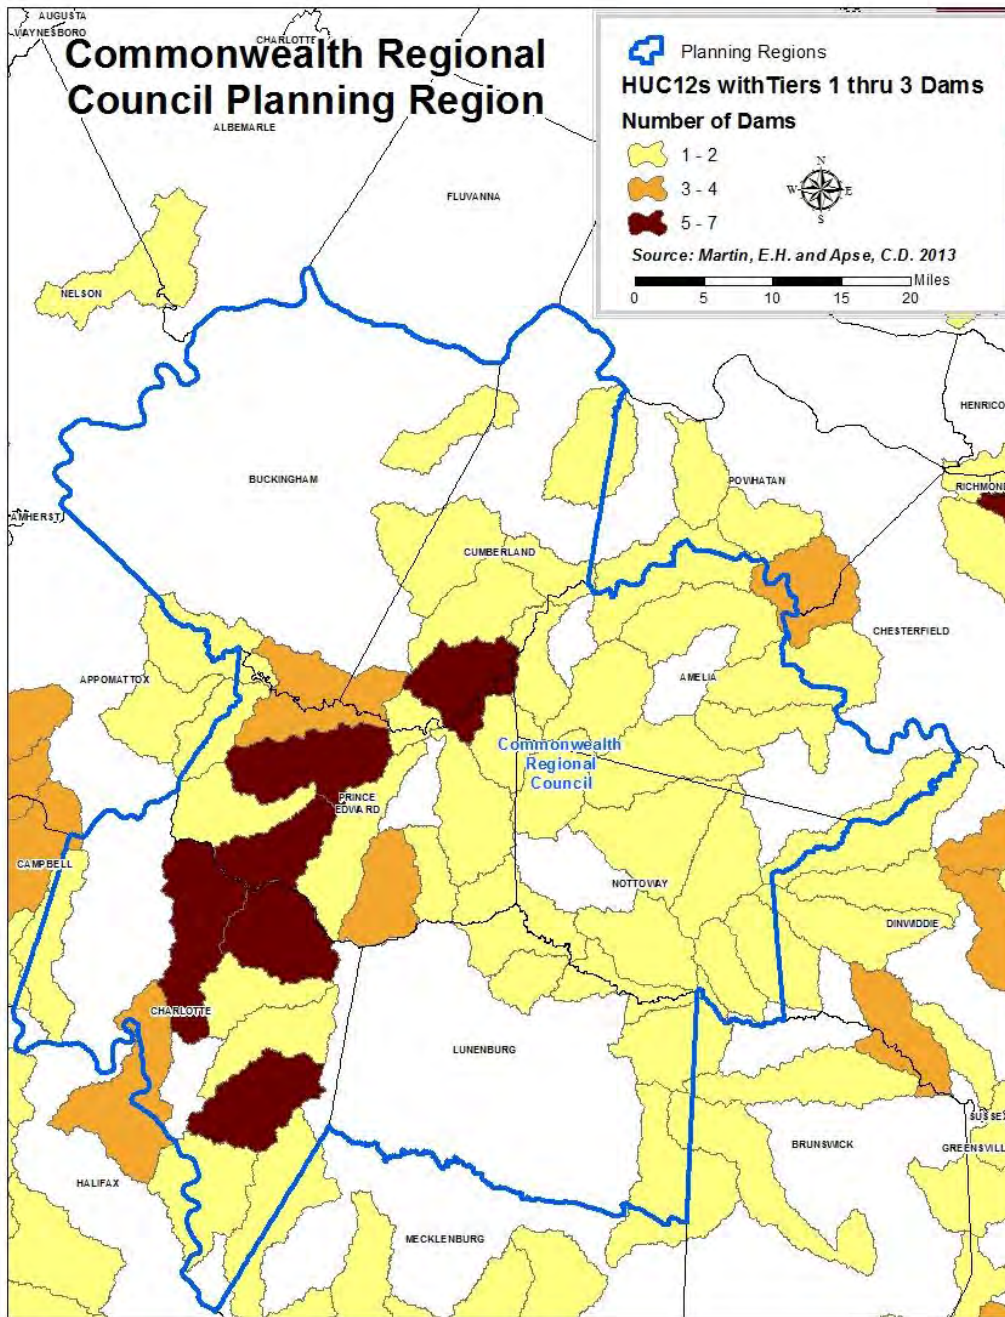 AUGUSTA
WAYNESBORO
CHARLOTTE
Commonwealth Regional
Council Planning Region
ALBEMARLE
FLUVANNA
NELSON
Planning Regions
HUC12s with Tiers 1 thru 3 Dams
Number of Dams
1 - 2
3 - 4
5 - 7
N
W E
S
Source: Martin, E.H. and Apse, C.D. 2013
Miles
0 5 10 15 20
HENRICO
BUCKINGHAM
POWHATAN
RICHMOND
AMHERST
CUMBERLAND
CHESTERFIELD
APPOMATTOX
AMELIA
Commonwealth
Regional
Council
PRINCE
EDWARD
CAMPBELL
NOTTOWAY
DINWIDDIE
CHARLOTTE
LUNENBURG
SUSSEX
BRUNSWICK
GREENSVILL
HALIFAX
MECKLENBURG